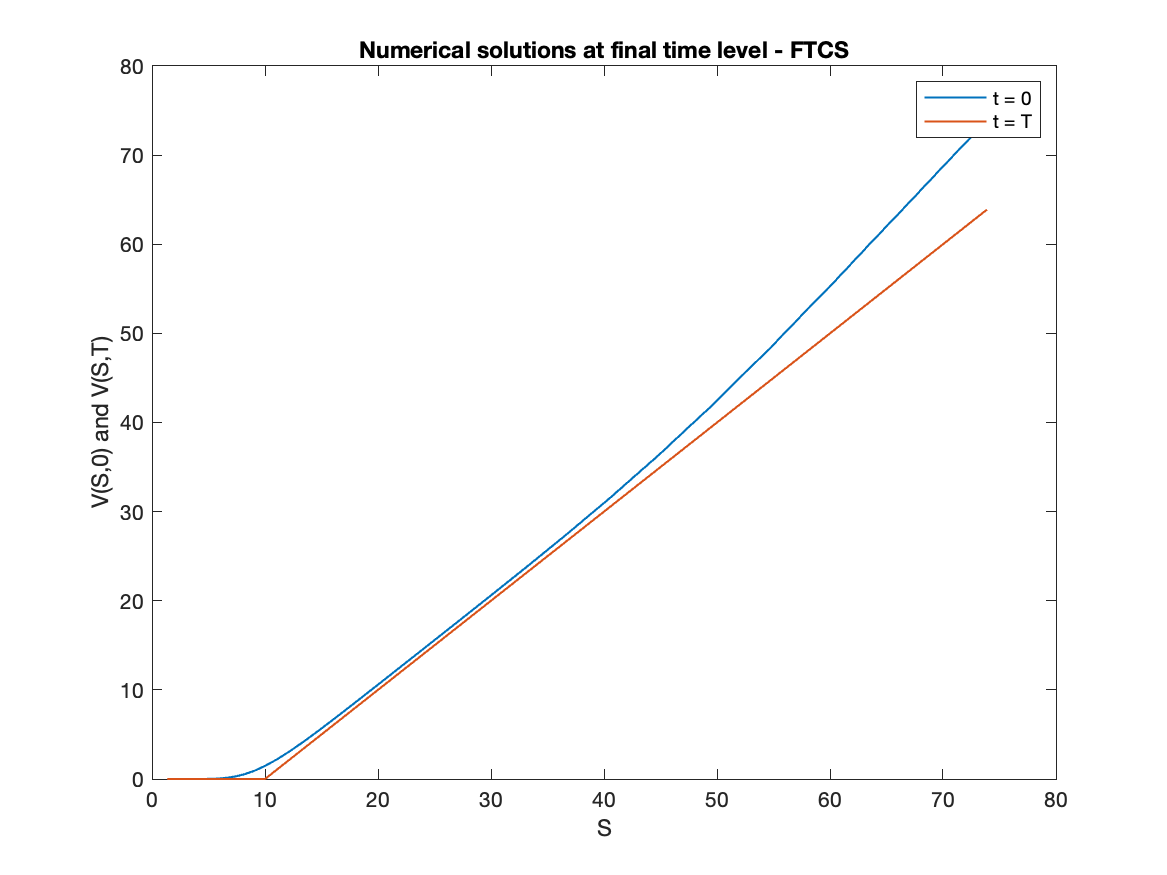 Numerical solutions at final time level - FTCS
t = 0
t = T
V(S,0) and V(S,T)
80
70
60
50
40
30
20
10
0
0 10 20 30 40 50 60 70 80
S